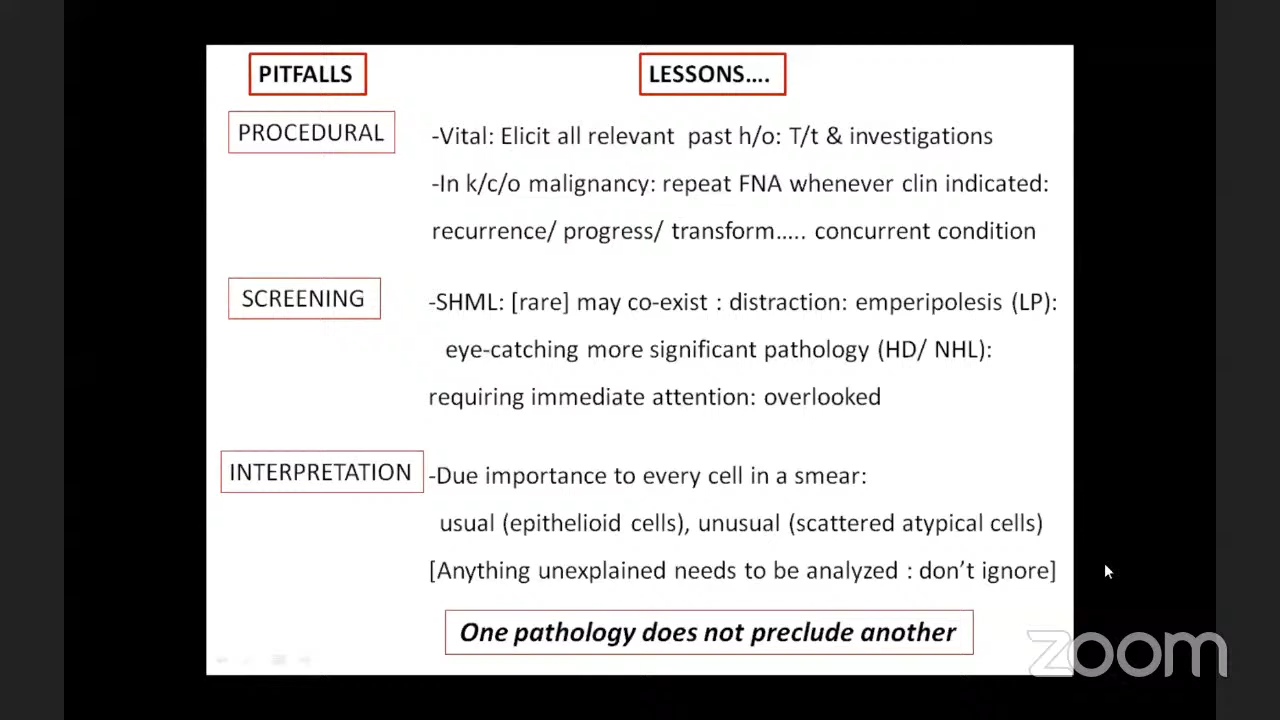 PITFALLS LESSONS....
PROCEDURAL -Vital: Elicit all relevant past h/o: T/t & investigations
-In k/c/o malignancy: repeat FNA whenever clin indicated:
recurrence/ progress/ transform..... concurrent condition
SCREENING -SHML: [rare] may co-exist : distraction: emperipolesis (LP):
eye-catching more significant pathology (HD/ NHL):
requiring immediate attention: overlooked
INTERPRETATION -Due importance to every cell in a smear:
usual (epithelioid cells), unusual (scattered atypical cells)
[Anything unexplained needs to be analyzed : don't ignore]
One pathology does not preclude another
zoom